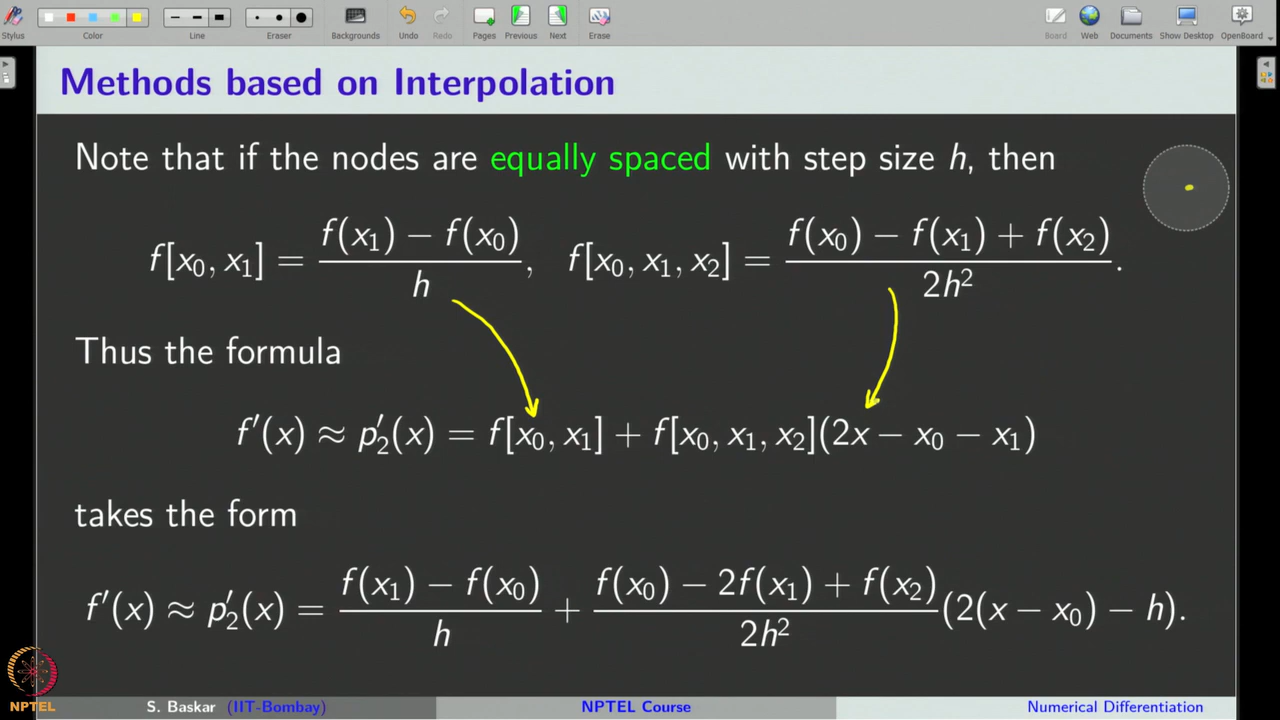 Stylus Color Line Eraser Backgrounds Undo Redo Pages Previous Next Erase Board Web Documents Show Desktop OpenBoard
Methods based on Interpolation
Note that if the nodes are equally spaced with step size h, then
f[x₀, x₁] = (f(x₁) − f(x₀))/h, f[x₀, x₁, x₂] = (f(x₀) − f(x₁) + f(x₂))/2h².
Thus the formula
f′(x) ≈ p′₂(x) = f[x₀, x₁] + f[x₀, x₁, x₂](2x − x₀ − x₁)
takes the form
f′(x) ≈ p′₂(x) = (f(x₁) − f(x₀))/h + (f(x₀) − 2f(x₁) + f(x₂))/2h² (2(x − x₀) − h).
NPTEL
S. Baskar (IIT-Bombay) NPTEL Course Numerical Differentiation